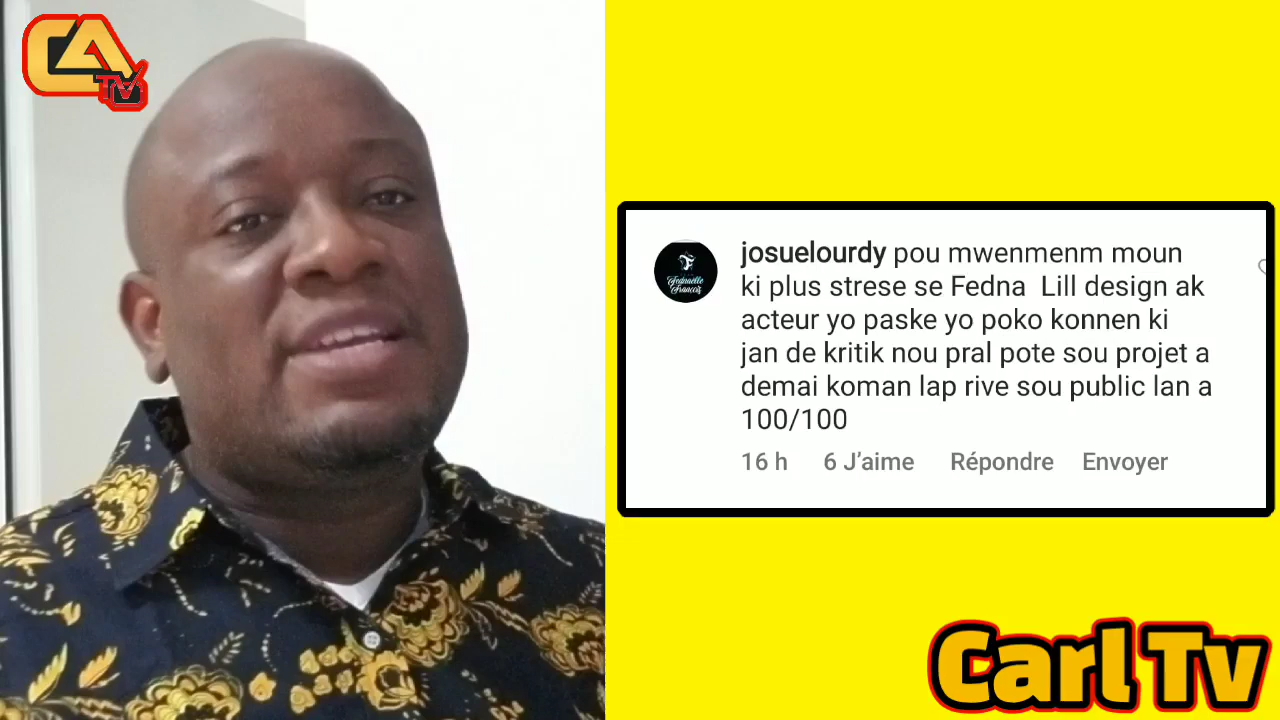 CA
TV
josuelourdy pou mwenmenm moun
ki plus strese se Fedna Lill design ak
acteur yo paske yo poko konnen ki
jan de kritik nou pral pote sou projet a
demai koman lap rive sou public lan a
100/100
16 h 6 J’aime Répondre Envoyer
F
Fednaelle
François
Carl Tv